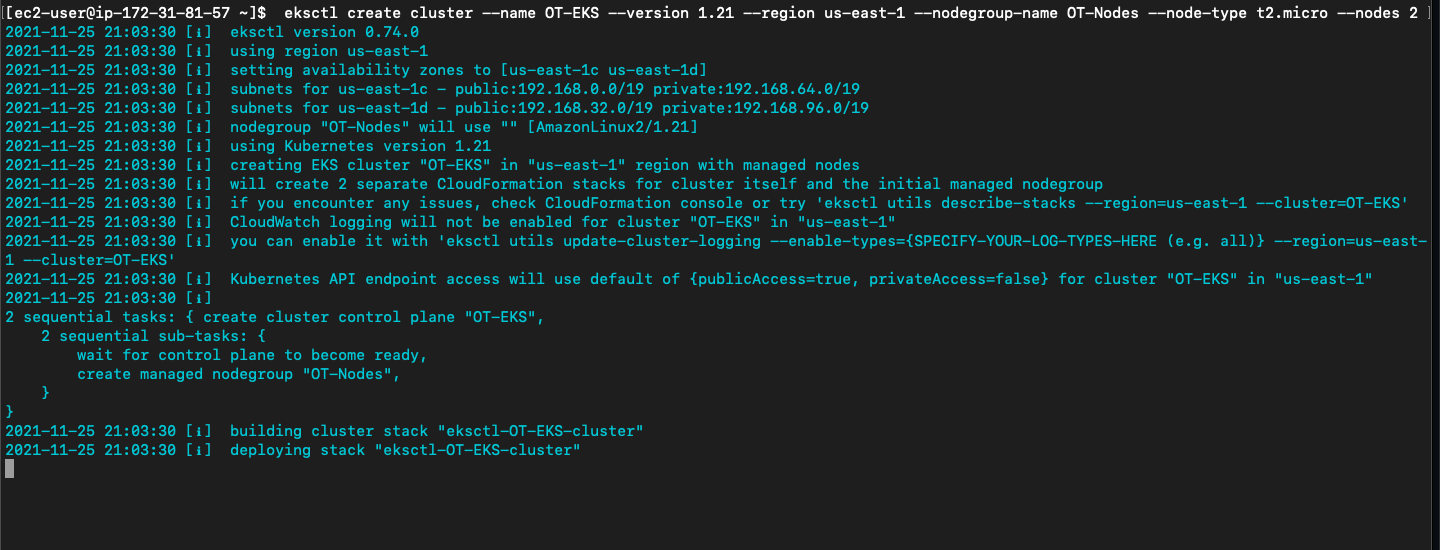 [ec2-user@ip-172-31-81-57 ~]$  eksctl create cluster --name OT-EKS --version 1.21 --region us-east-1 --nodegroup-name OT-Nodes --node-type t2.micro --nodes 2
2021-11-25 21:03:30 [ℹ]  eksctl version 0.74.0
2021-11-25 21:03:30 [ℹ]  using region us-east-1
2021-11-25 21:03:30 [ℹ]  setting availability zones to [us-east-1c us-east-1d]
2021-11-25 21:03:30 [ℹ]  subnets for us-east-1c - public:192.168.0.0/19 private:192.168.64.0/19
2021-11-25 21:03:30 [ℹ]  subnets for us-east-1d - public:192.168.32.0/19 private:192.168.96.0/19
2021-11-25 21:03:30 [ℹ]  nodegroup "OT-Nodes" will use "" [AmazonLinux2/1.21]
2021-11-25 21:03:30 [ℹ]  using Kubernetes version 1.21
2021-11-25 21:03:30 [ℹ]  creating EKS cluster "OT-EKS" in "us-east-1" region with managed nodes
2021-11-25 21:03:30 [ℹ]  will create 2 separate CloudFormation stacks for cluster itself and the initial managed nodegroup
2021-11-25 21:03:30 [ℹ]  if you encounter any issues, check CloudFormation console or try 'eksctl utils describe-stacks --region=us-east-1 --cluster=OT-EKS'
2021-11-25 21:03:30 [ℹ]  CloudWatch logging will not be enabled for cluster "OT-EKS" in "us-east-1"
2021-11-25 21:03:30 [ℹ]  you can enable it with 'eksctl utils update-cluster-logging --enable-types={SPECIFY-YOUR-LOG-TYPES-HERE (e.g. all)} --region=us-east-
1 --cluster=OT-EKS'
2021-11-25 21:03:30 [ℹ]  Kubernetes API endpoint access will use default of {publicAccess=true, privateAccess=false} for cluster "OT-EKS" in "us-east-1"
2021-11-25 21:03:30 [ℹ]
2 sequential tasks: { create cluster control plane "OT-EKS",
    2 sequential sub-tasks: {
        wait for control plane to become ready,
        create managed nodegroup "OT-Nodes",
    }
}
2021-11-25 21:03:30 [ℹ]  building cluster stack "eksctl-OT-EKS-cluster"
2021-11-25 21:03:30 [ℹ]  deploying stack "eksctl-OT-EKS-cluster"